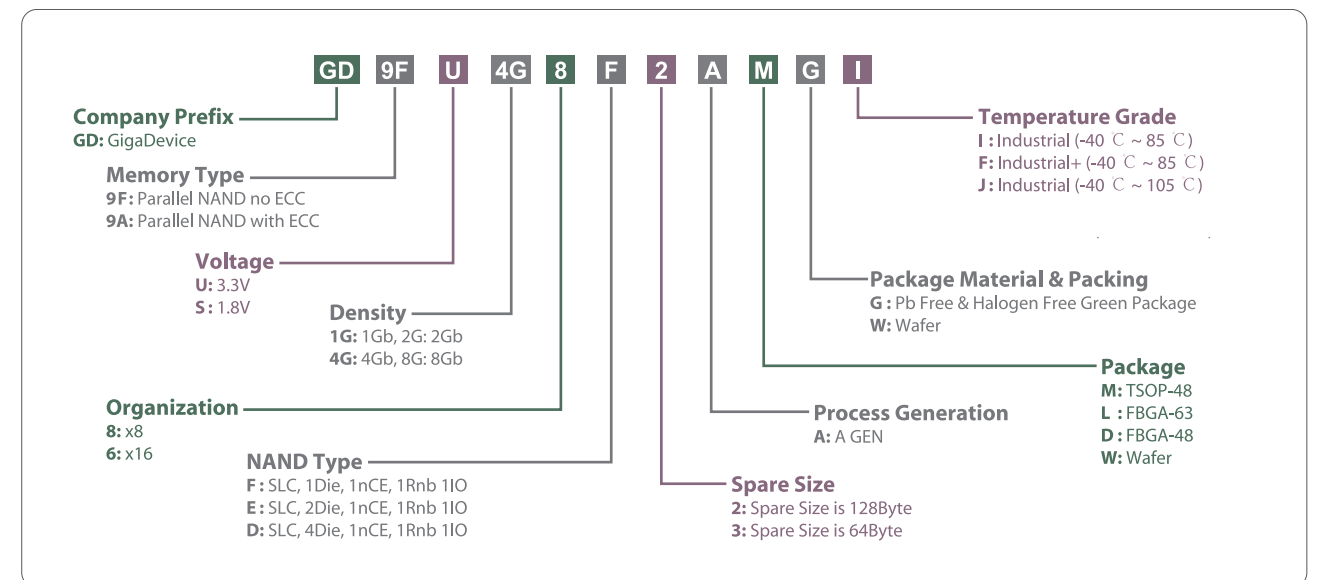 GD 9F U 4G 8 F 2 A M G I
Company Prefix
GD: GigaDevice
Memory Type
9F: Parallel NAND no ECC
9A: Parallel NAND with ECC
Voltage
U: 3.3V
S : 1.8V
Density
1G: 1Gb, 2G: 2Gb
4G: 4Gb, 8G: 8Gb
Organization
8: x8
6: x16
NAND Type
F : SLC, 1Die, 1nCE, 1Rnb 1IO
E : SLC, 2Die, 1nCE, 1Rnb 1IO
D: SLC, 4Die, 1nCE, 1Rnb 1IO
Temperature Grade
I : Industrial (-40 ℃ ~ 85 ℃)
F: Industrial+ (-40 ℃ ~ 85 ℃)
J: Industrial (-40 ℃ ~ 105 ℃)
Package Material & Packing
G : Pb Free & Halogen Free Green Package
W: Wafer
Package
M: TSOP-48
L : FBGA-63
D : FBGA-48
W: Wafer
Process Generation
A: A GEN
Spare Size
2: Spare Size is 128Byte
3: Spare Size is 64Byte